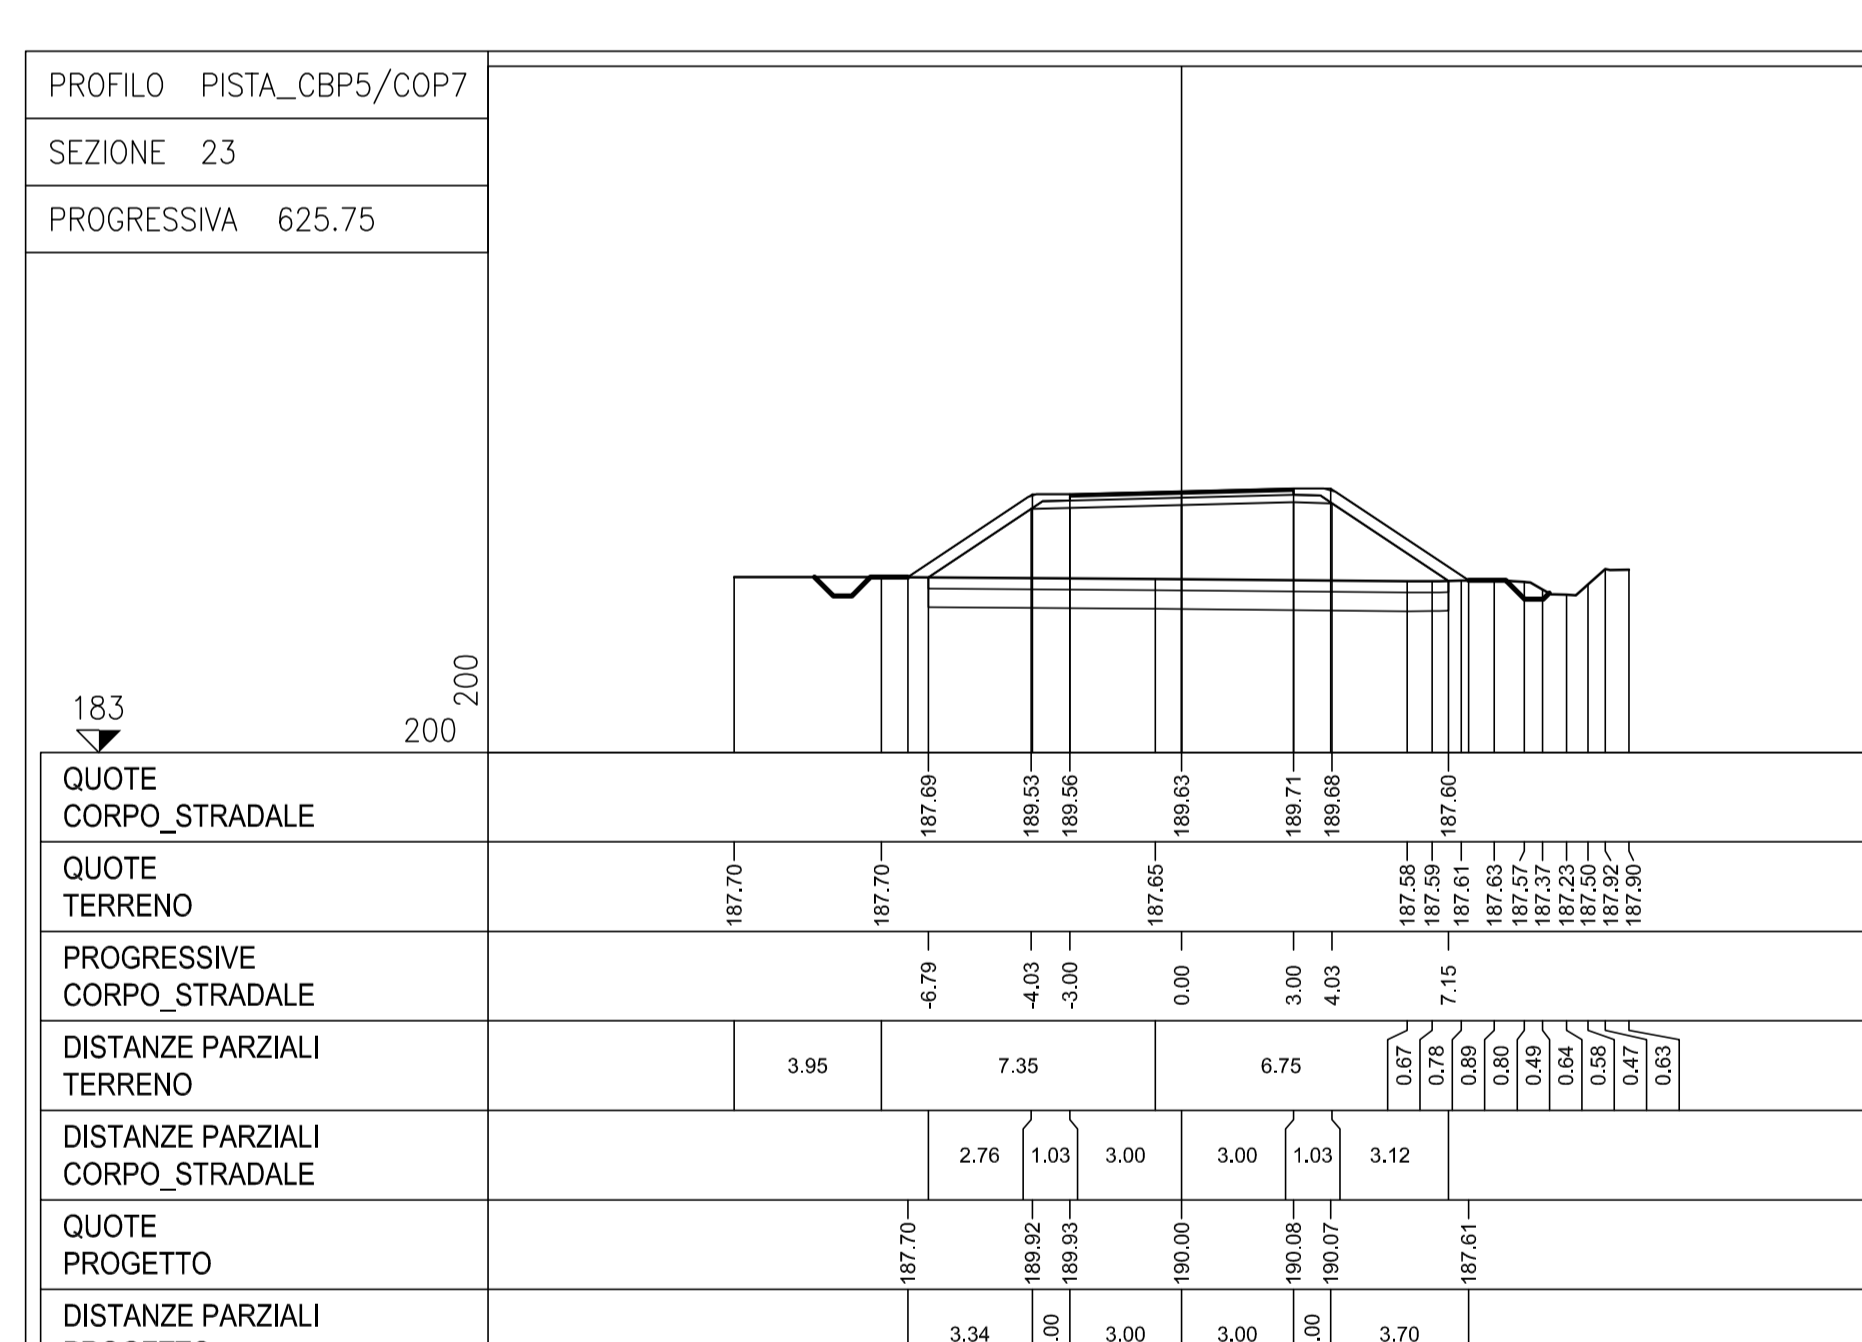 PROFILO PISTA_CBP5/COP7
SEZIONE 23
PROGRESSIVA 625.75
200
183
200
QUOTE
CORPO_STRADALE
187.69 189.53 189.56 189.63 189.71 189.68 187.60
QUOTE
TERRENO
187.70 187.70 187.65 187.58 187.59 187.61 187.63 187.57 187.37 187.23 187.50 187.92 187.90
PROGRESSIVE
CORPO_STRADALE
-6.79 -4.03 -3.00 0.00 3.00 4.03 7.15
DISTANZE PARZIALI
TERRENO
3.95 7.35 6.75 0.67 0.78 0.89 0.80 0.49 0.64 0.58 0.47 0.63
DISTANZE PARZIALI
CORPO_STRADALE
2.76 1.03 3.00 3.00 1.03 3.12
QUOTE
PROGETTO
187.70 189.92 189.93 190.00 190.08 190.07 187.61
DISTANZE PARZIALI
3.34 .00 3.00 3.00 .00 3.70